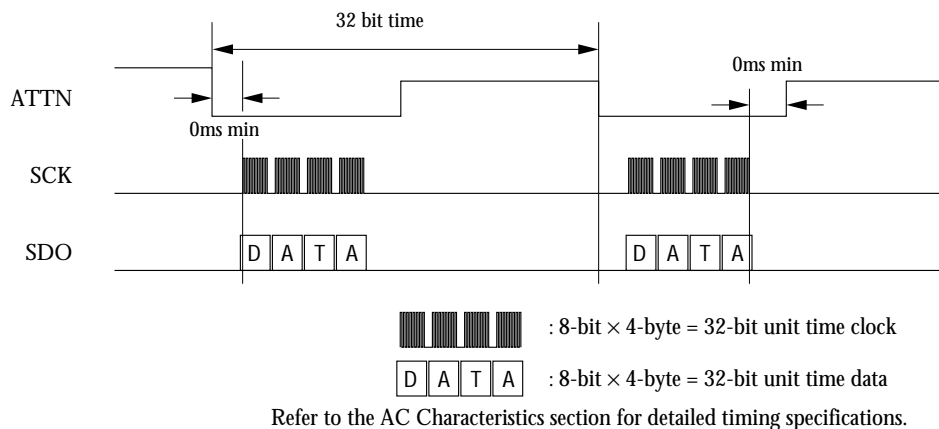 32 bit time
0ms min
ATTN
0ms min
SCK
SDO
D A T A
D A T A
: 8-bit × 4-byte = 32-bit unit time clock
D A T A : 8-bit × 4-byte = 32-bit unit time data
Refer to the AC Characteristics section for detailed timing specifications.